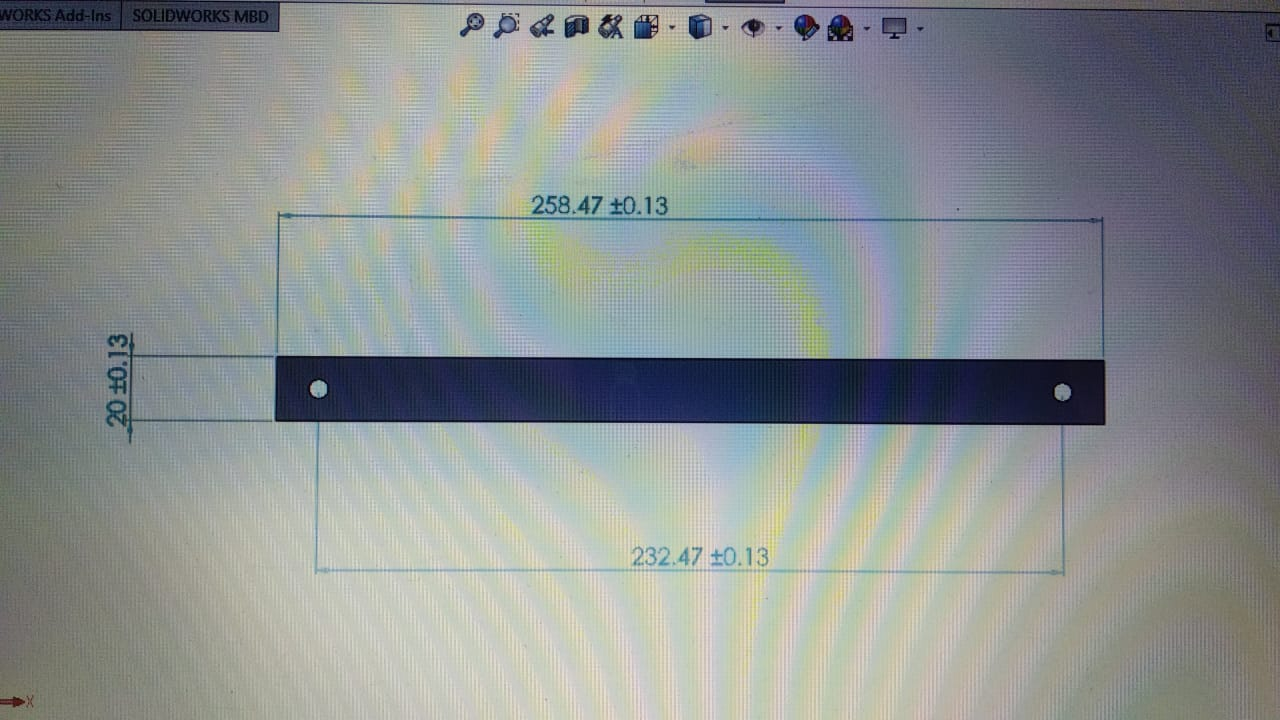 WORKS Add-Ins SOLIDWORKS MBD
258.47 ±0.13
20 ±0.13
232.47 ±0.13
X